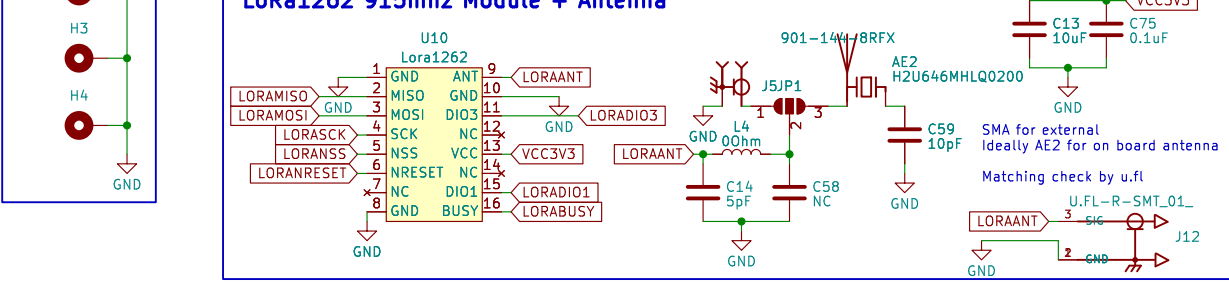 LoRa1262 915mhz Module + Antenna
H3
H4
GND
U10
Lora1262
1 GND ANT 9 LORAANT
LORAMISO 2 MISO GND 10
GND
LORAMOSI 3 MOSI DIO3 11 LORADIO3
GND
LORASCK 4 SCK NC 12
LORANSS 5 NSS VCC 13 VCC3V3
LORANRESET 6 NRESET NC 14
7 NC DIO1 15 LORADIO1
8 GND BUSY 16 LORABUSY
GND
901-144-8RFX
J5
JP1
1
2
3
GND
AE2
H2U646MHLQ0200
C59
10pF
GND
LORAANT
L4
0Ohm
C14
5pF
C58
NC
GND
VCC3V3
C13
10uF
C75
0.1uF
GND
SMA for external
Ideally AE2 for on board antenna
Matching check by u.fl
U.FL-R-SMT_01_
LORAANT 3 SIG
J12
GND
2 GND